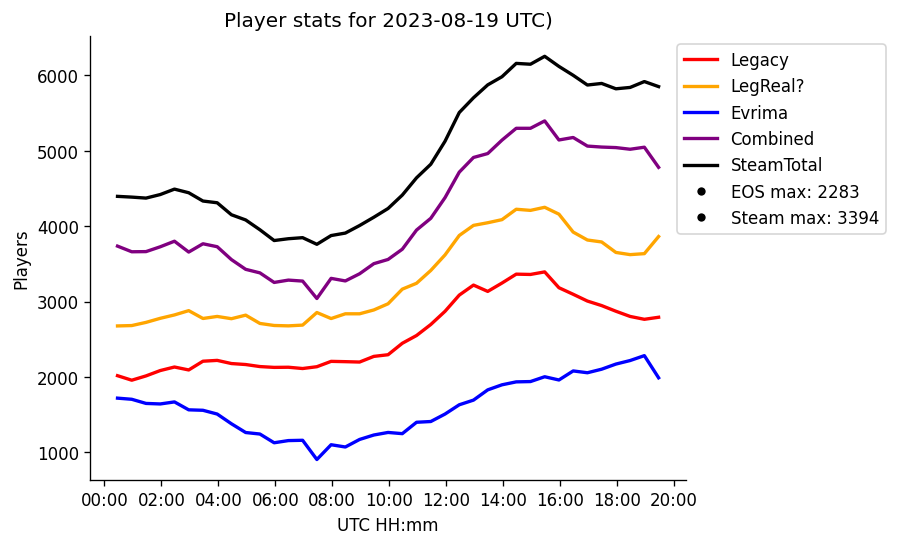 Player stats for 2023-08-19 UTC)
Players
6000
5000
4000
3000
2000
1000
00:00 02:00 04:00 06:00 08:00 10:00 12:00 14:00 16:00 18:00 20:00
UTC HH:mm
Legacy
LegReal?
Evrima
Combined
SteamTotal
EOS max: 2283
Steam max: 3394